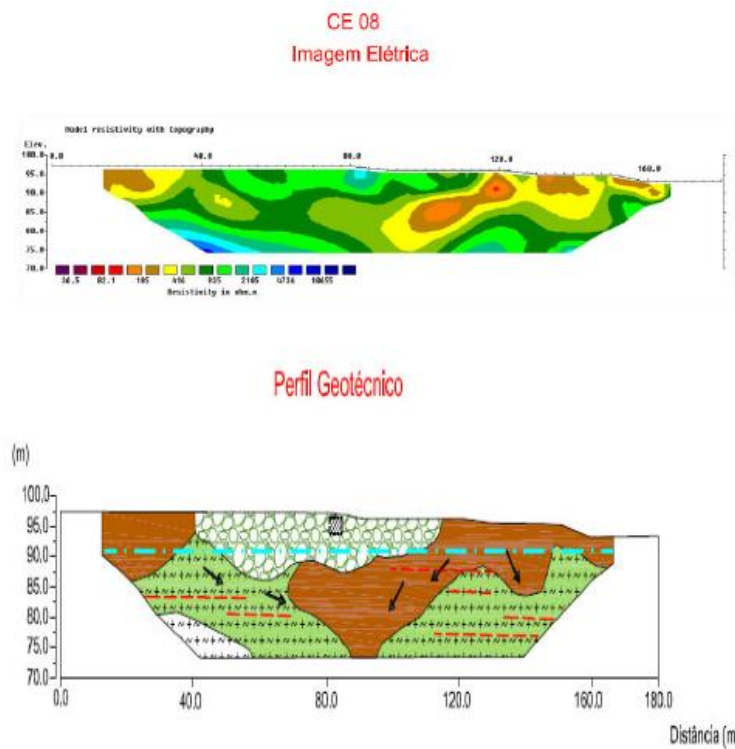 CE 08
Imagem Elétrica
Model resistivity with topography
Elev.
100.0 0.0 40.0 80.0 120.0 160.0
95.0
90.0
85.0
80.0
75.0
70.0
36.5 82.1 185 416 935 2105 4736 10655
Resistivity in ohm.m
Perfil Geotécnico
(m)
100.0
95.0
90.0
85.0
80.0
75.0
70.0
0.0 40.0 80.0 120.0 160.0 180.0
Distância (m